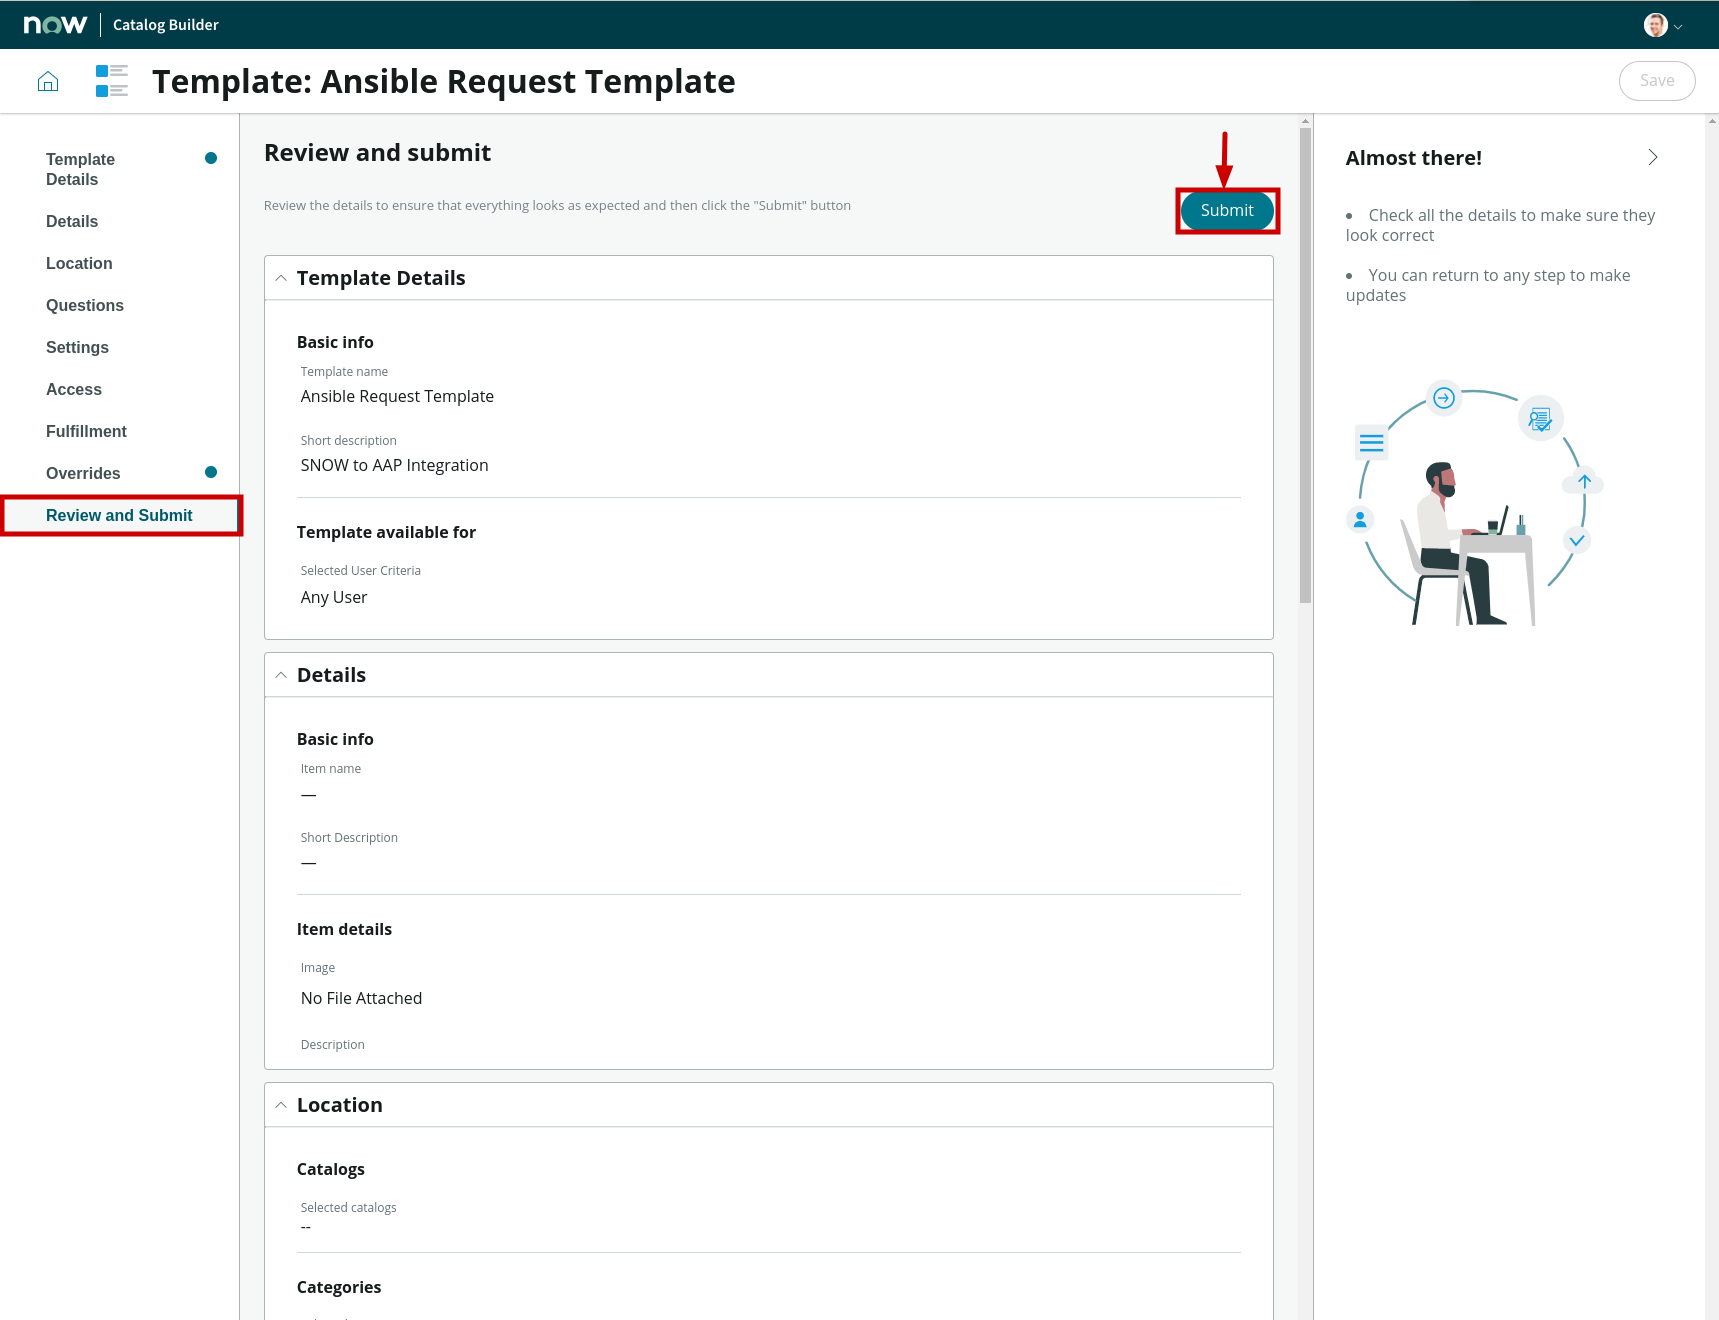 now Catalog Builder
Template: Ansible Request Template
Save
Template
Details
Details
Location
Questions
Settings
Access
Fulfillment
Overrides
Review and Submit
Review and submit
Review the details to ensure that everything looks as expected and then click the "Submit" button
Submit
Template Details
Basic info
Template name
Ansible Request Template
Short description
SNOW to AAP Integration
Template available for
Selected User Criteria
Any User
Details
Basic info
Item name
—
Short Description
—
Item details
Image
No File Attached
Description
Location
Catalogs
Selected catalogs
--
Categories
Almost there!
• Check all the details to make sure they
look correct
• You can return to any step to make
updates